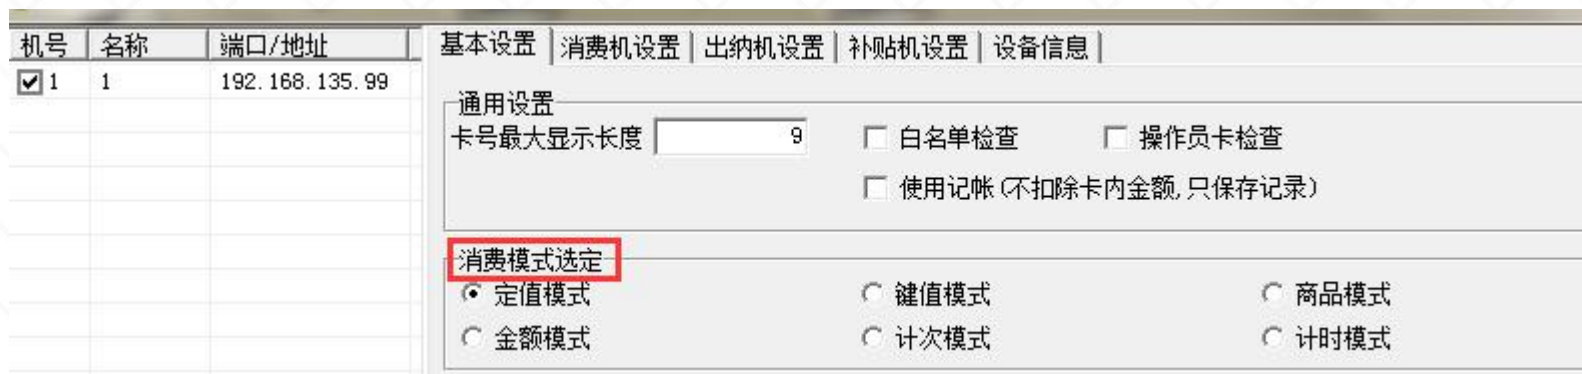 机号 名称 端口/地址
1 1 192.168.135.99
基本设置 消费机设置 出纳机设置 补贴机设置 设备信息
通用设置
卡号最大显示长度 9 白名单检查 操作员卡检查
使用记帐(不扣除卡内金额,只保存记录)
消费模式选定
定值模式 键值模式 商品模式
金额模式 计次模式 计时模式